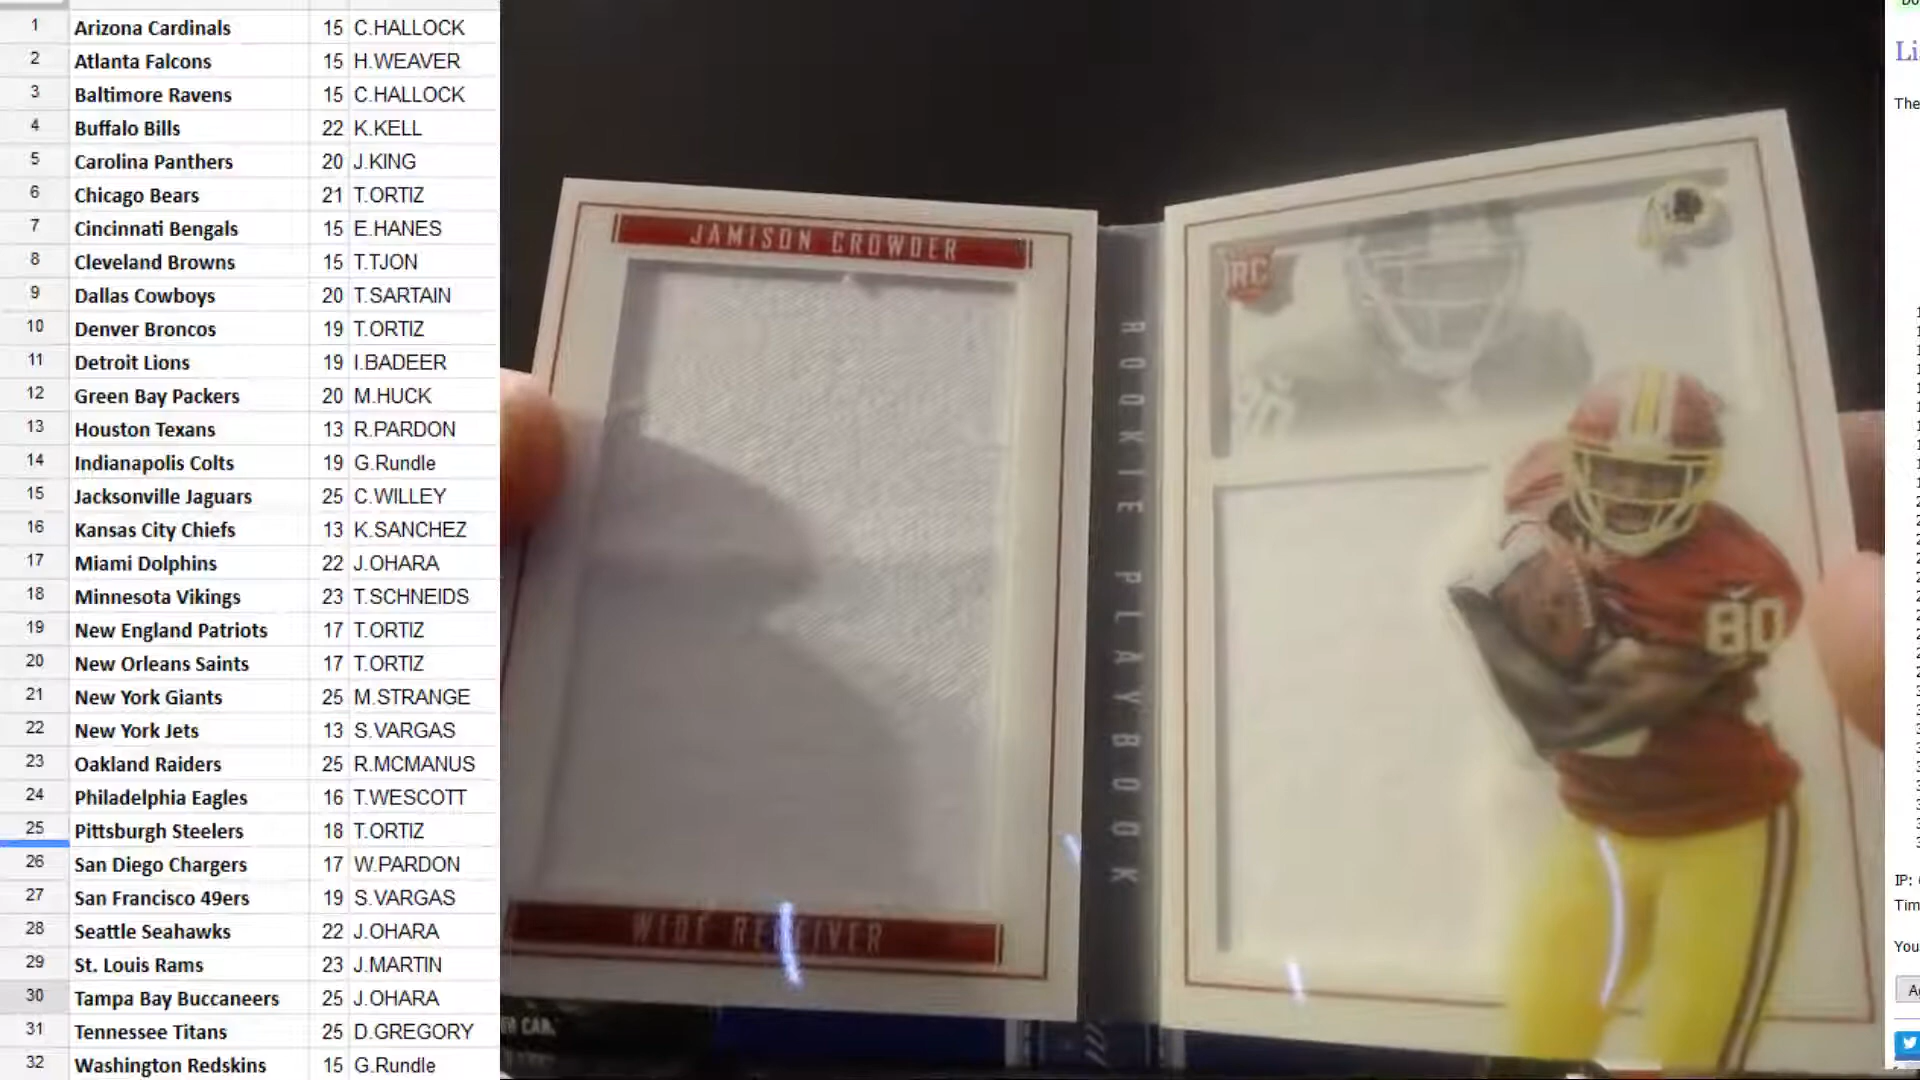 1 Arizona Cardinals 15 C.HALLOCK
2 Atlanta Falcons 15 H.WEAVER
3 Baltimore Ravens 15 C.HALLOCK
4 Buffalo Bills 22 K.KELL
5 Carolina Panthers 20 J.KING
6 Chicago Bears 21 T.ORTIZ
7 Cincinnati Bengals 15 E.HANES
8 Cleveland Browns 15 T.TJON
9 Dallas Cowboys 20 T.SARTAIN
10 Denver Broncos 19 T.ORTIZ
11 Detroit Lions 19 I.BADEER
12 Green Bay Packers 20 M.HUCK
13 Houston Texans 13 R.PARDON
14 Indianapolis Colts 19 G.Rundle
15 Jacksonville Jaguars 25 C.WILLEY
16 Kansas City Chiefs 13 K.SANCHEZ
17 Miami Dolphins 22 J.OHARA
18 Minnesota Vikings 23 T.SCHNEIDS
19 New England Patriots 17 T.ORTIZ
20 New Orleans Saints 17 T.ORTIZ
21 New York Giants 25 M.STRANGE
22 New York Jets 13 S.VARGAS
23 Oakland Raiders 25 R.MCMANUS
24 Philadelphia Eagles 16 T.WESCOTT
25 Pittsburgh Steelers 18 T.ORTIZ
26 San Diego Chargers 17 W.PARDON
27 San Francisco 49ers 19 S.VARGAS
28 Seattle Seahawks 22 J.OHARA
29 St. Louis Rams 23 J.MARTIN
30 Tampa Bay Buccaneers 25 J.OHARA
31 Tennessee Titans 25 D.GREGORY
32 Washington Redskins 15 G.Rundle
JAMISON CROWDER
WIDE RECEIVER
ROOKIE PLAYBOOK
RC
80
80
CAR.
Li
The
IP:
Tim
You